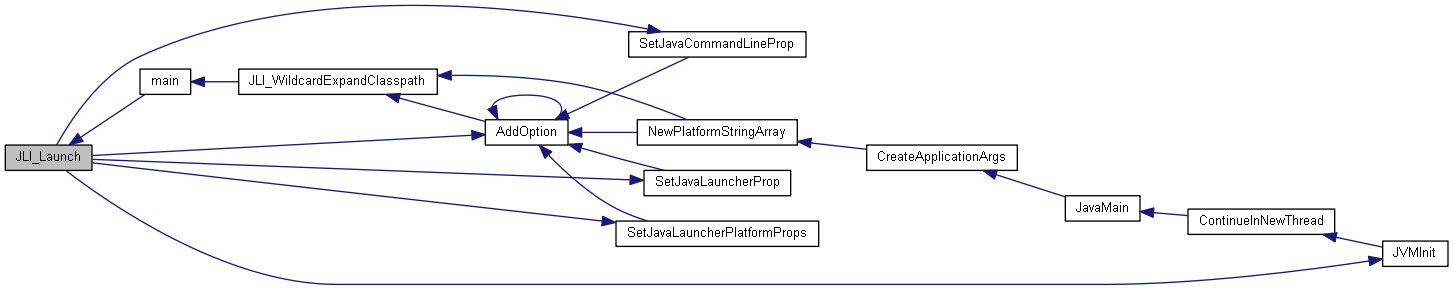 SetJavaCommandLineProp
main
JLI_WildcardExpandClasspath
AddOption
NewPlatformStringArray
JLI_Launch
CreateApplicationArgs
SetJavaLauncherProp
JavaMain
ContinueInNewThread
SetJavaLauncherPlatformProps
JVMInit